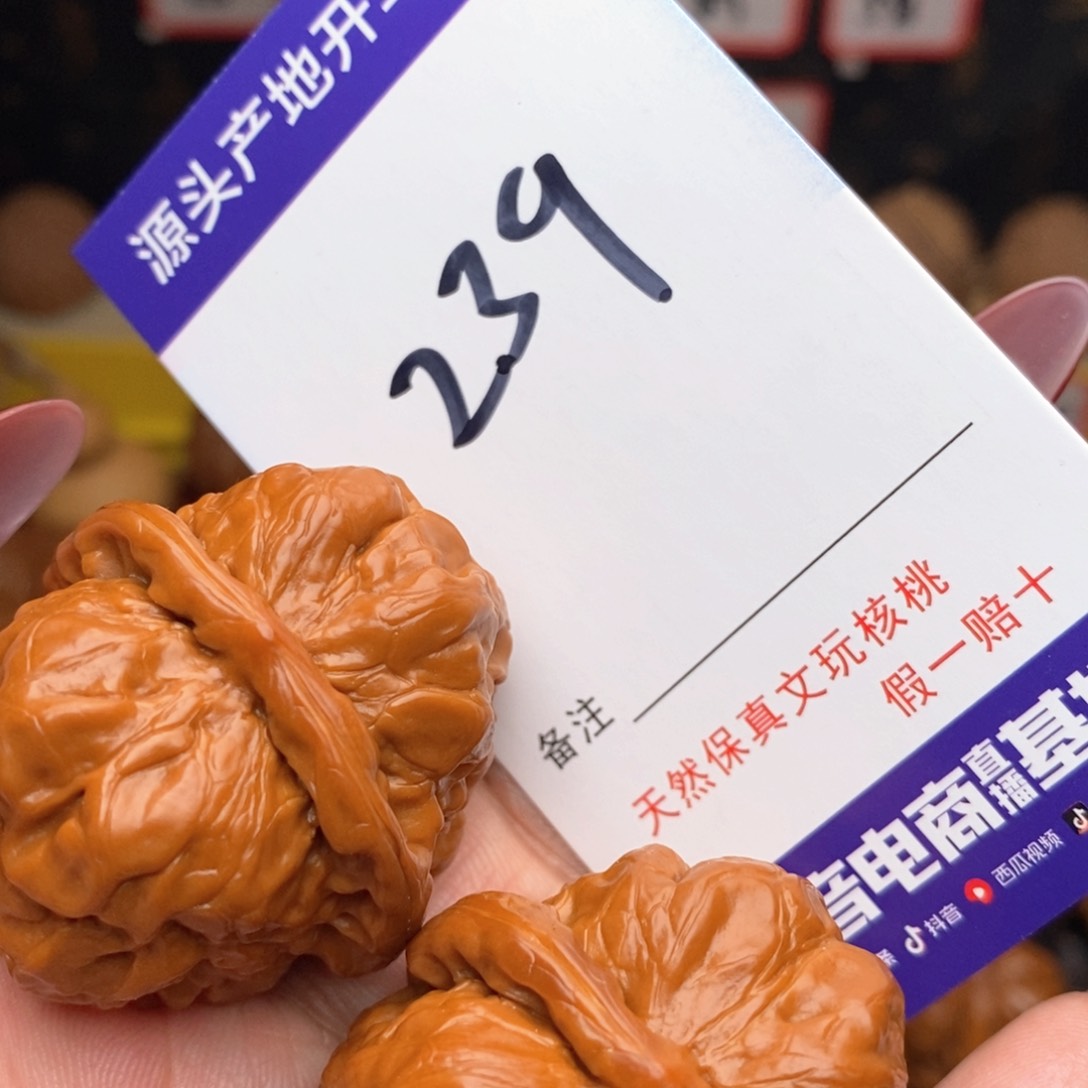 源头产地开
239
备注
天然保真文玩核桃
假一赔十
音电商直播基
抖音 西瓜视频